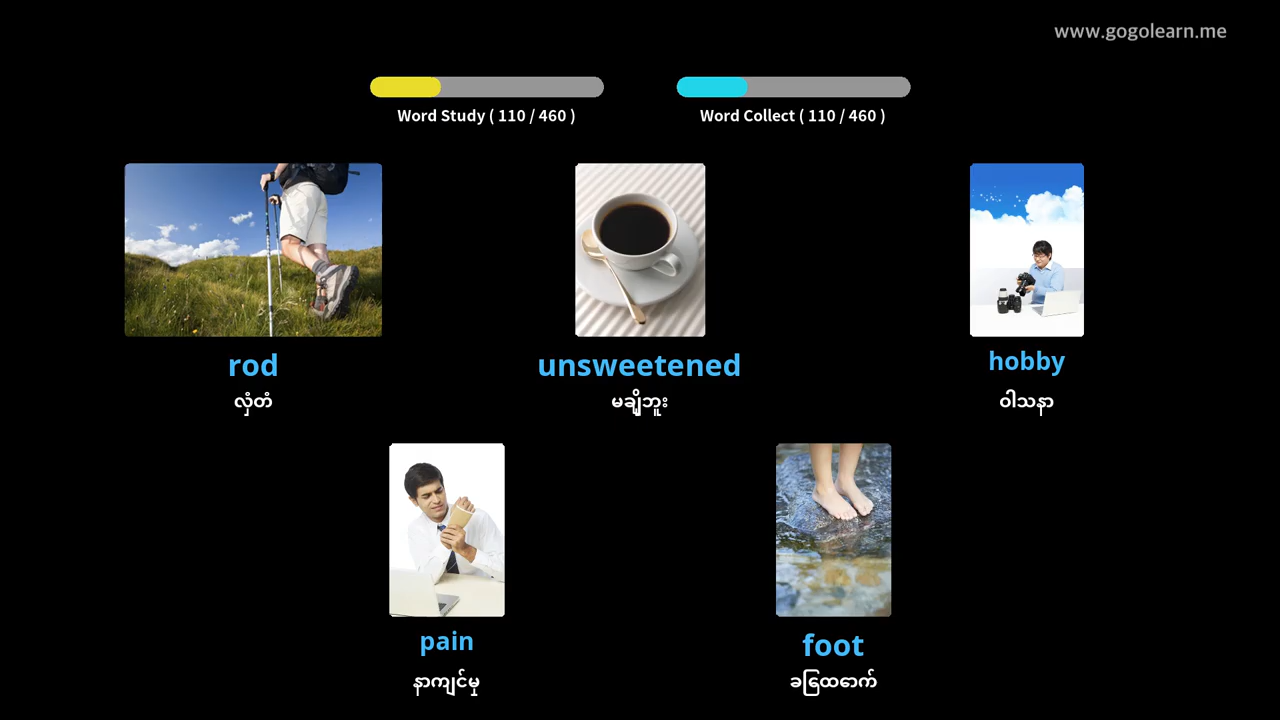 www.gogolearn.me
Word Study ( 110 / 460 )
Word Collect ( 110 / 460 )
rod
unsweetened
hobby
လှံတံ
မချိုဘူး
ဝါသနာ
pain
foot
နာကျင်မှု
ခြေထောက်